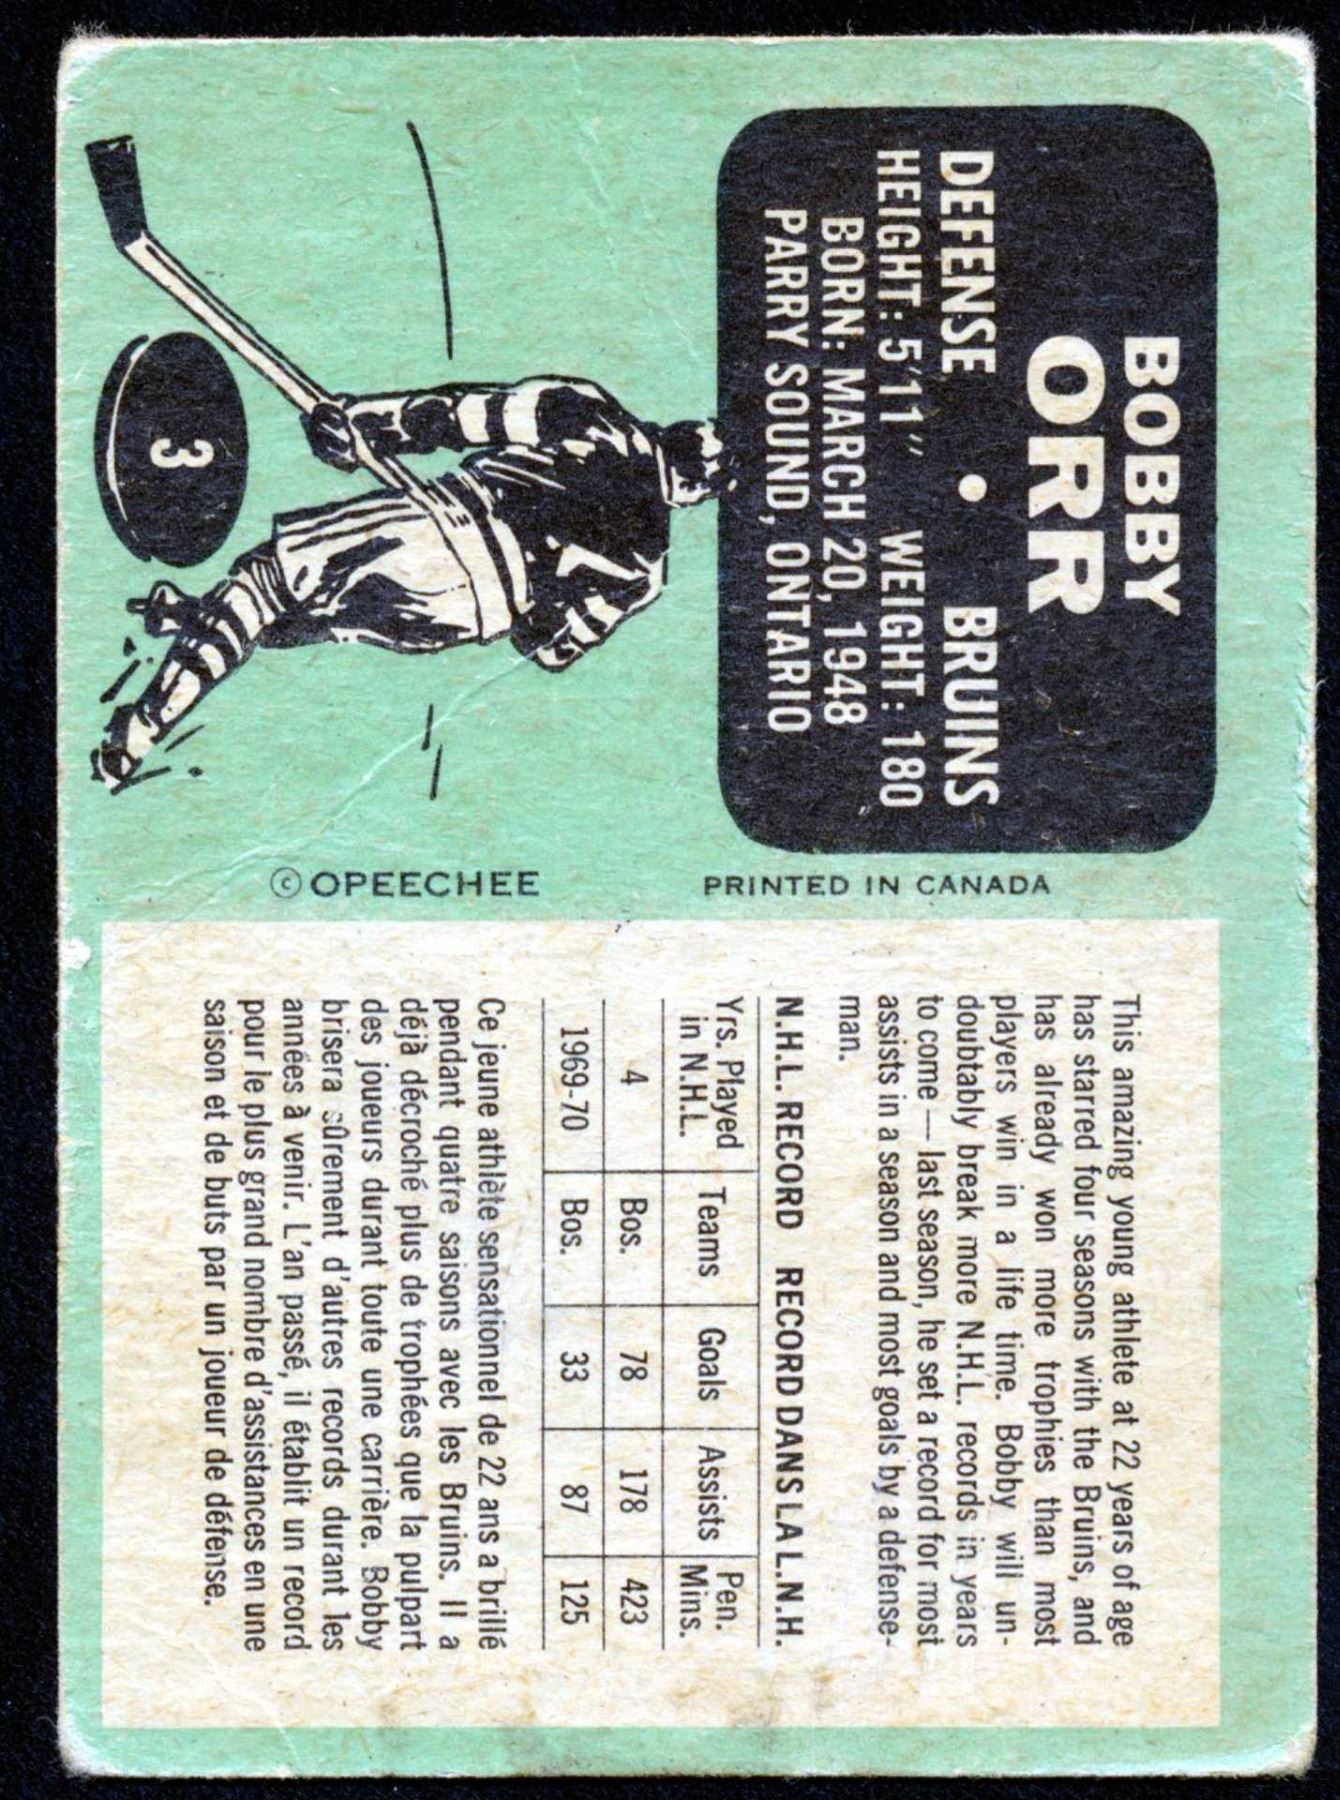 BOBBY
ORR
DEFENSE • BRUINS
HEIGHT: 5'11" WEIGHT: 180
BORN: MARCH 20, 1948
PARRY SOUND, ONTARIO
3
© OPEECHEE
PRINTED IN CANADA
This amazing young athlete at 22 years of age
has starred four seasons with the Bruins, and
has already won more trophies than most
players win in a life time. Bobby will un-
doubtably break more N.H.L. records in years
to come — last season, he set a record for most
assists in a season and most goals by a defense-
man.
N.H.L. RECORD RECORD DANS LA L.N.H.
Yrs. Played in N.H.L. Teams Goals Assists Pen. Mins.
4 Bos. 78 178 423
1969-70 Bos. 33 87 125
Ce jeune athlète sensationnel de 22 ans a brillé
pendant quatre saisons avec les Bruins. Il a
déjà décroché plus de trophées que la pulpart
des joueurs durant toute une carrière. Bobby
brisera sûrement d'autres records durant les
années à venir. L'an passé, il établit un record
pour le plus grand nombre d'assistances en une
saison et de buts par un joueur de défense.